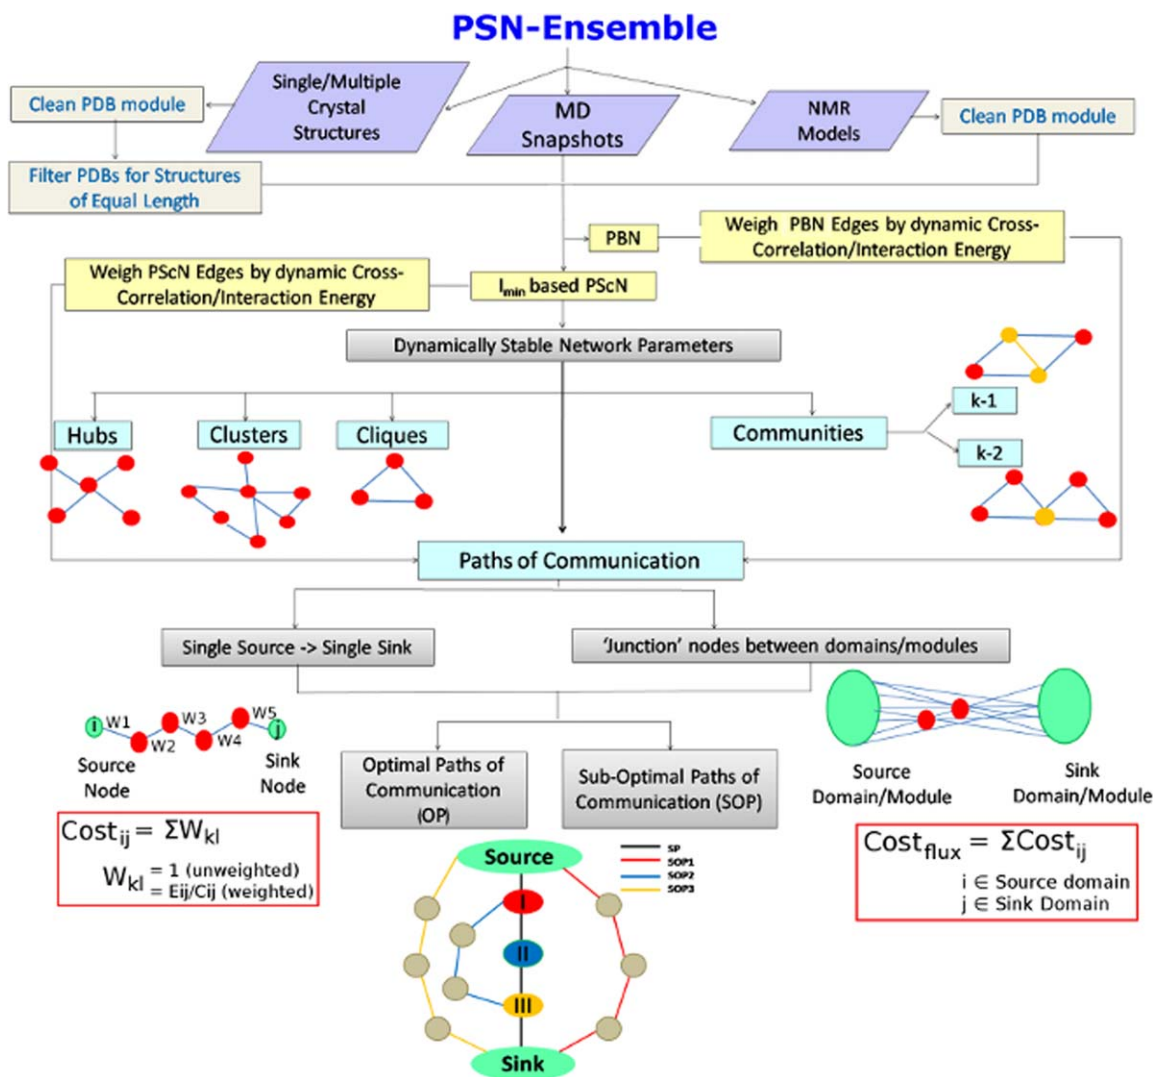 PSN-Ensemble
Single/Multiple
Crystal
Structures
MD
Snapshots
NMR
Models
Clean PDB module
Clean PDB module
Filter PDBs for Structures
of Equal Length
PBN
Weigh PBN Edges by dynamic Cross-
Correlation/Interaction Energy
Weigh PScN Edges by dynamic Cross-
Correlation/Interaction Energy
Imin based PScN
Dynamically Stable Network Parameters
Hubs
Clusters
Cliques
Communities
k-1
k-2
Paths of Communication
Single Source -> Single Sink
'Junction' nodes between domains/modules
i
W1
W2
W3
W4
W5
j
Source
Node
Sink
Node
Optimal Paths of
Communication
(OP)
Sub-Optimal Paths of
Communication (SOP)
Source
Domain/Module
Sink
Domain/Module
Costij = ΣWkl
Wkl = 1 (unweighted)
= Eij/Cij (weighted)
Costflux = ΣCostij
i ∈ Source domain
j ∈ Sink Domain
Source
SP
SOP1
SOP2
SOP3
I
II
III
Sink